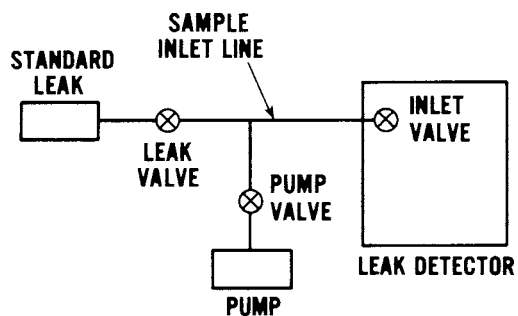 SAMPLE
INLET LINE
STANDARD
LEAK
LEAK
VALVE
INLET
VALVE
PUMP
VALVE
LEAK DETECTOR
PUMP